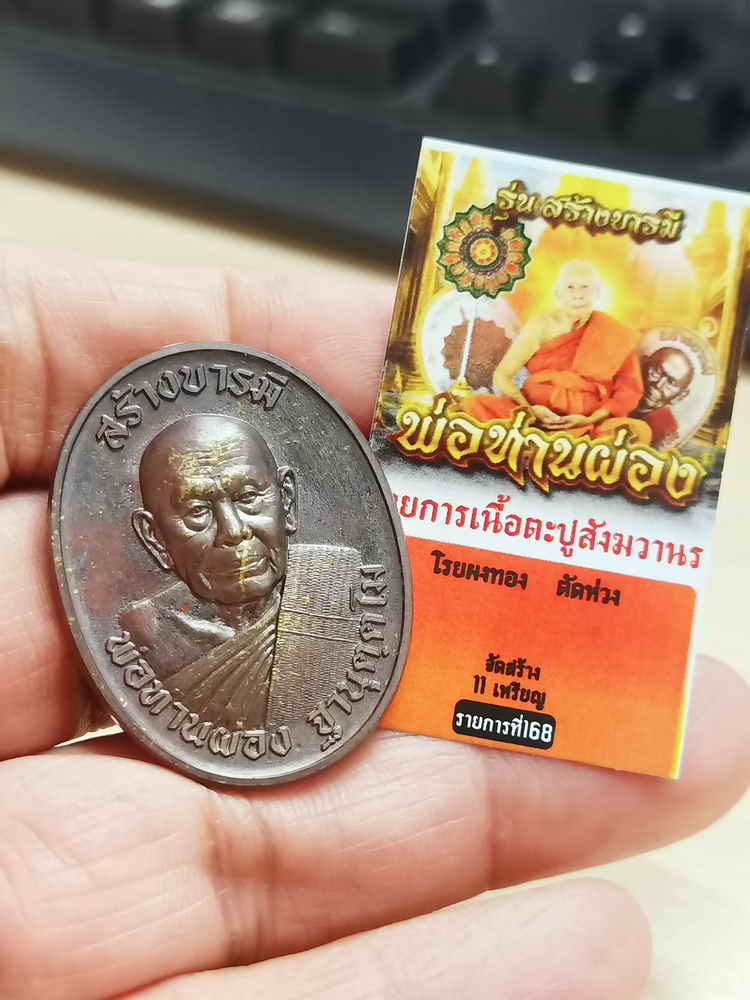 สร้างบารมี
พ่อท่านผ่อง ฐานุตฺตโม
รุ่น สร้างบารมี
พ่อท่านผ่อง
ยการเนื้อตะปูสังฆวานร
โรยผงทอง ตัดห่วง
จัดสร้าง
11 เหรียญ
รายการที่168